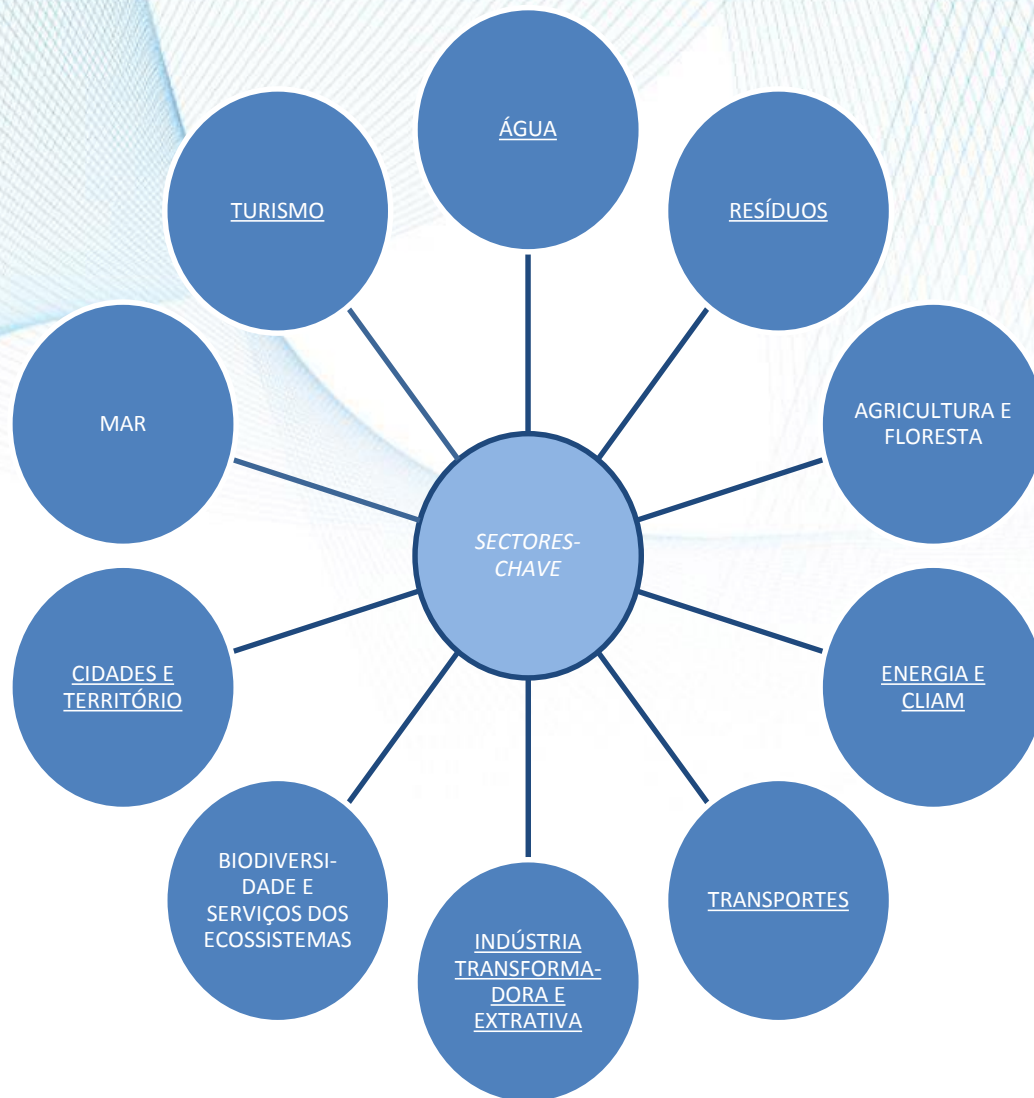 ÁGUA
RESÍDUOS
AGRICULTURA E
FLORESTA
ENERGIA E
CLIAM
TRANSPORTES
INDÚSTRIA
TRANSFORMA-
DORA E
EXTRATIVA
BIODIVERSI-
DADE E
SERVIÇOS DOS
ECOSSISTEMAS
CIDADES E
TERRITÓRIO
MAR
TURISMO
SECTORES-
CHAVE